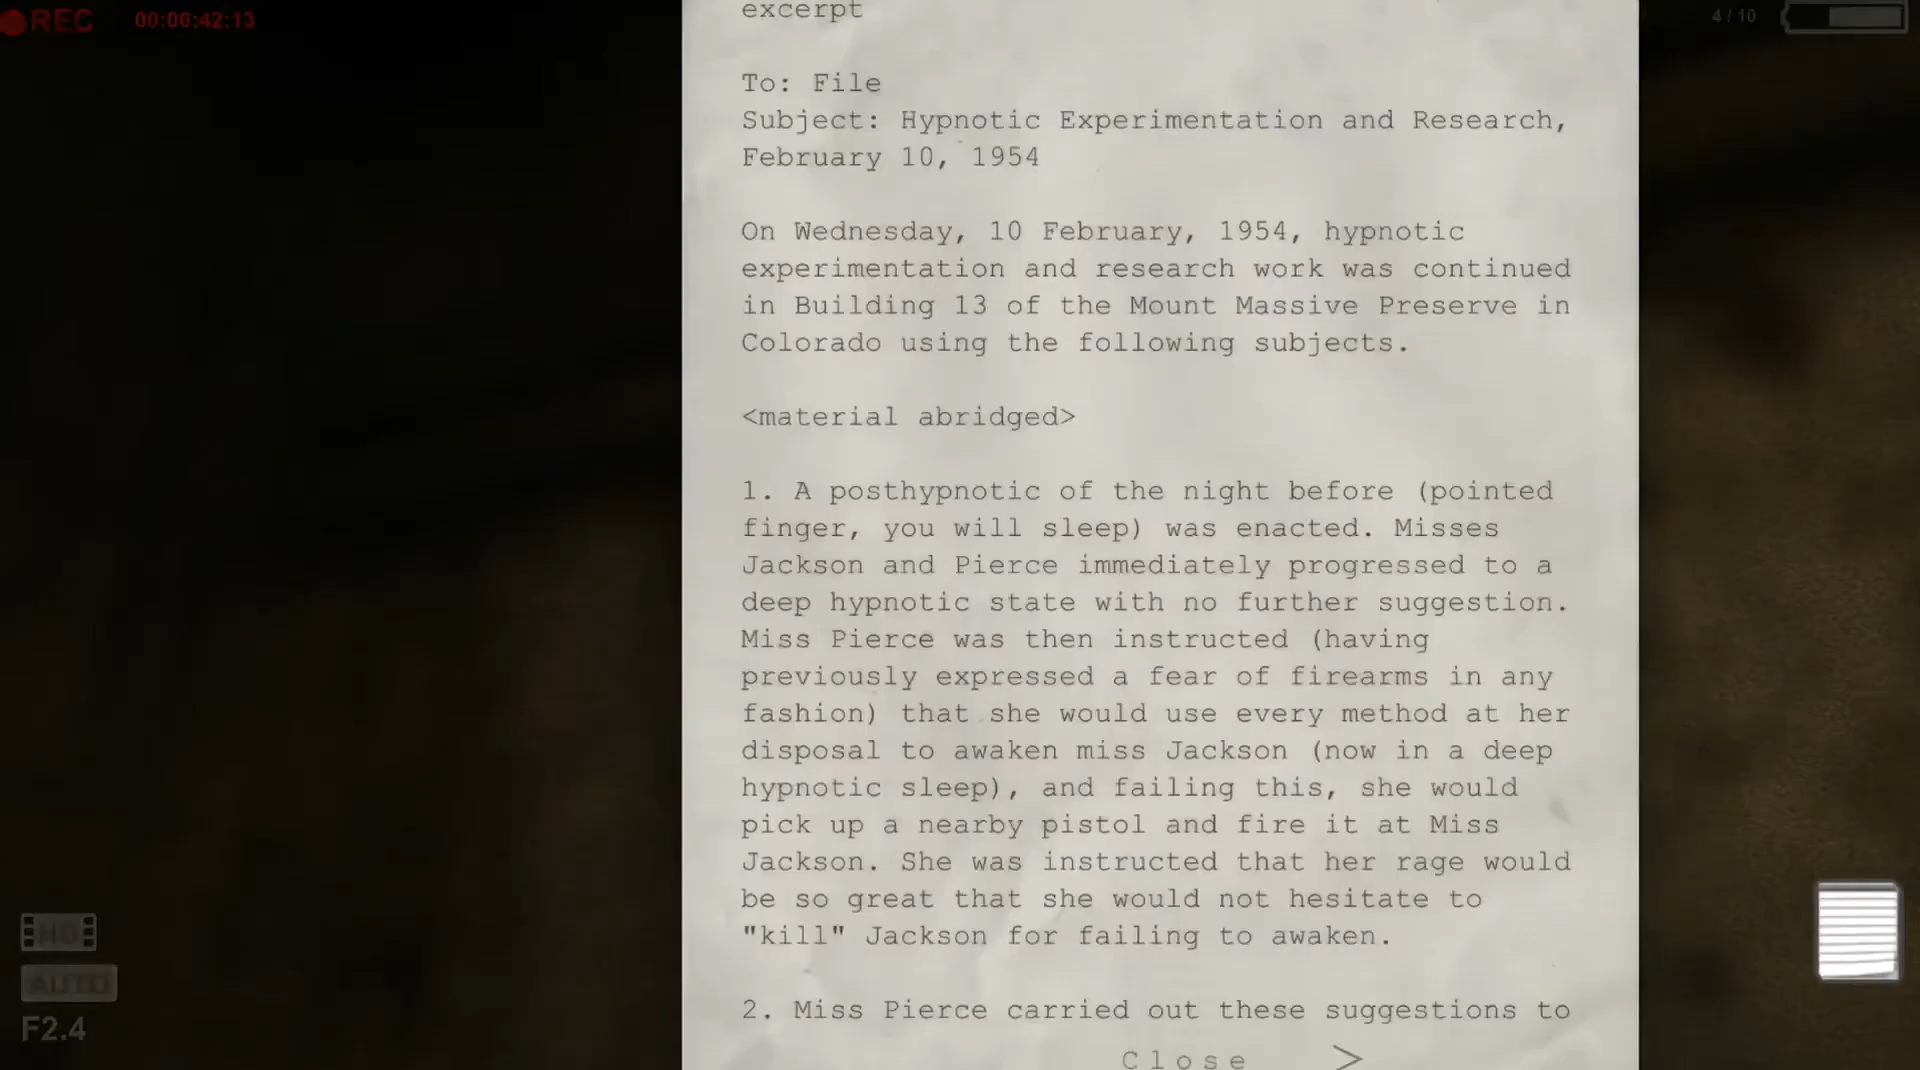 REC
00:06:42:13
4/10
excerpt
To: File
Subject: Hypnotic Experimentation and Research,
February 10, 1954
On Wednesday, 10 February, 1954, hypnotic
experimentation and research work was continued
in Building 13 of the Mount Massive Preserve in
Colorado using the following subjects.
<material abridged>
1. A posthypnotic of the night before (pointed
finger, you will sleep) was enacted. Misses
Jackson and Pierce immediately progressed to a
deep hypnotic state with no further suggestion.
Miss Pierce was then instructed (having
previously expressed a fear of firearms in any
fashion) that she would use every method at her
disposal to awaken miss Jackson (now in a deep
hypnotic sleep), and failing this, she would
pick up a nearby pistol and fire it at Miss
Jackson. She was instructed that her rage would
be so great that she would not hesitate to
"kill" Jackson for failing to awaken.
2. Miss Pierce carried out these suggestions to
Close >
HD
AUTO
F2.4